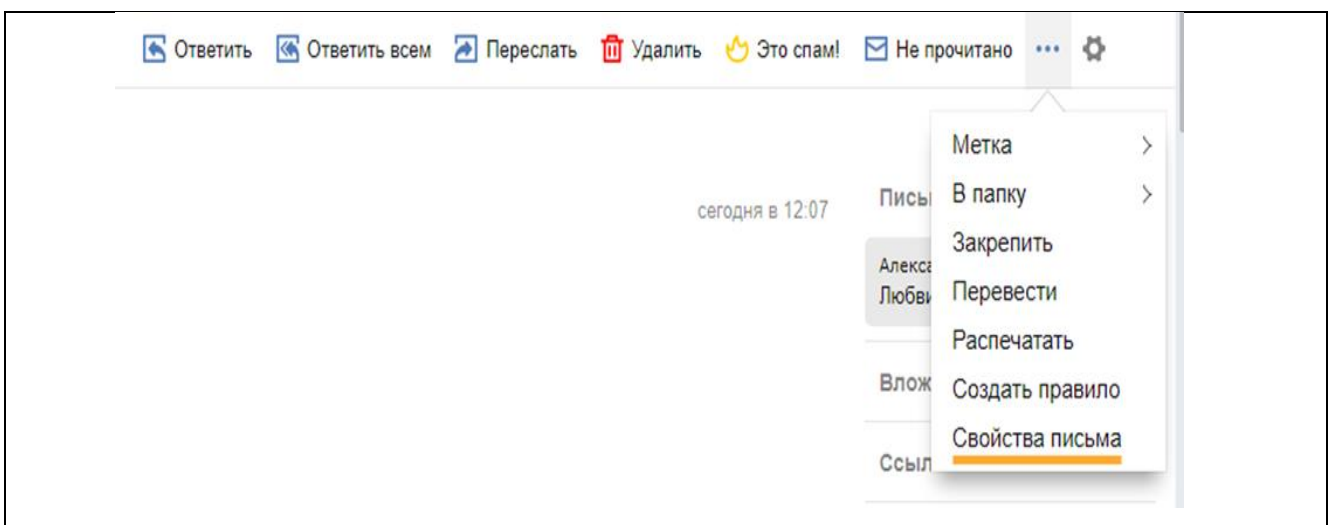 Ответить Ответить всем Переслать Удалить Это спам! Не прочитано ...
Метка
В папку
сегодня в 12:07
Закрепить
Перевести
Распечатать
Создать правило
Свойства письма